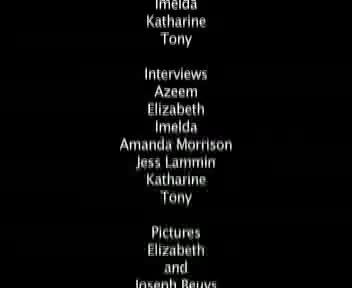 Imelda
Katharine
Tony
Interviews
Azeem
Elizabeth
Imelda
Amanda Morrison
Jess Lammin
Katharine
Tony
Pictures
Elizabeth
and
Joseph Beuys